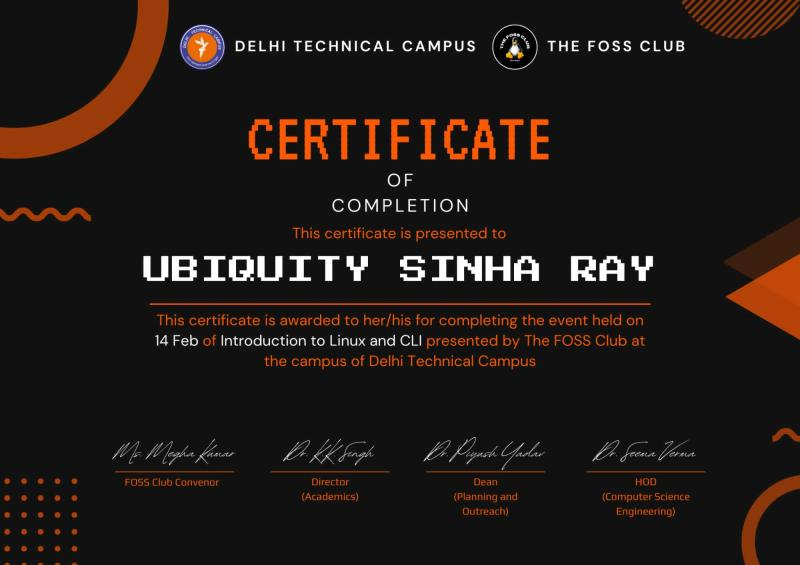 DELHI TECHNICAL CAMPUS THE FOSS CLUB
CERTIFICATE
OF
COMPLETION
This certificate is presented to
UBIQUITY SINHA RAY
This certificate is awarded to her/his for completing the event held on
14 Feb of Introduction to Linux and CLI presented by The FOSS Club at
the campus of Delhi Technical Campus
Ms. Megha Kumar
FOSS Club Convenor
Dr. KK Singh
Director
(Academics)
Dr. Piyush Yadav
Dean
(Planning and
Outreach)
Dr. Seema Verma
HOD
(Computer Science
Engineering)